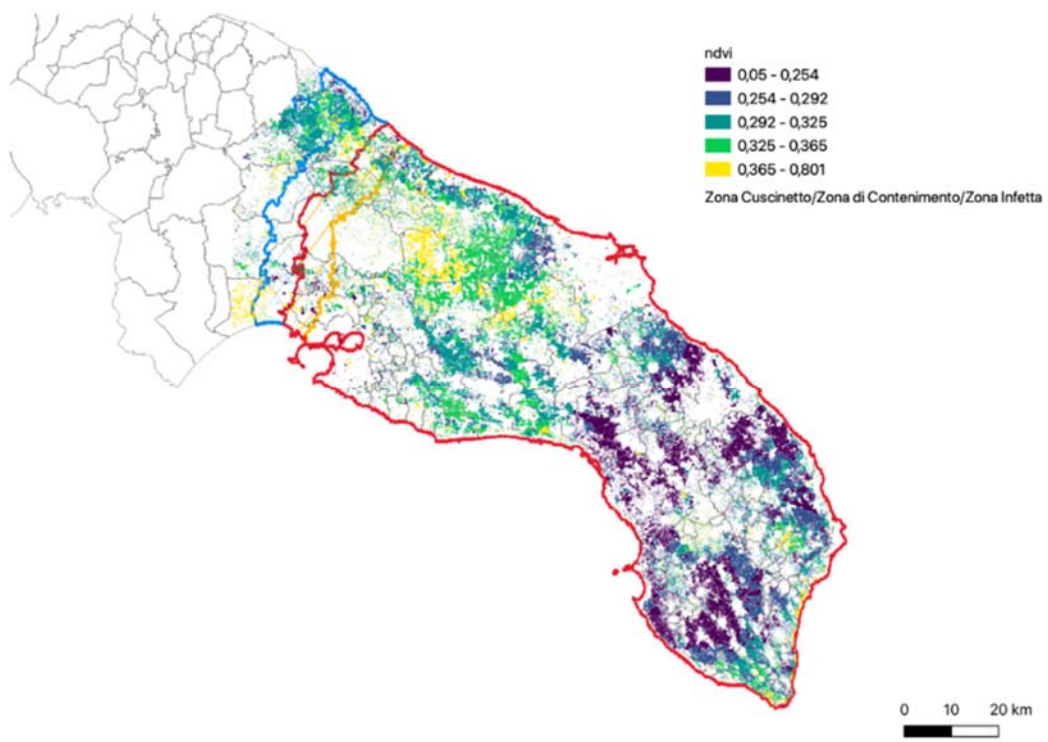 ndvi
0,05 - 0,254
0,254 - 0,292
0,292 - 0,325
0,325 - 0,365
0,365 - 0,801
Zona Cuscinetto/Zona di Contenimento/Zona Infetta
0 10 20 km